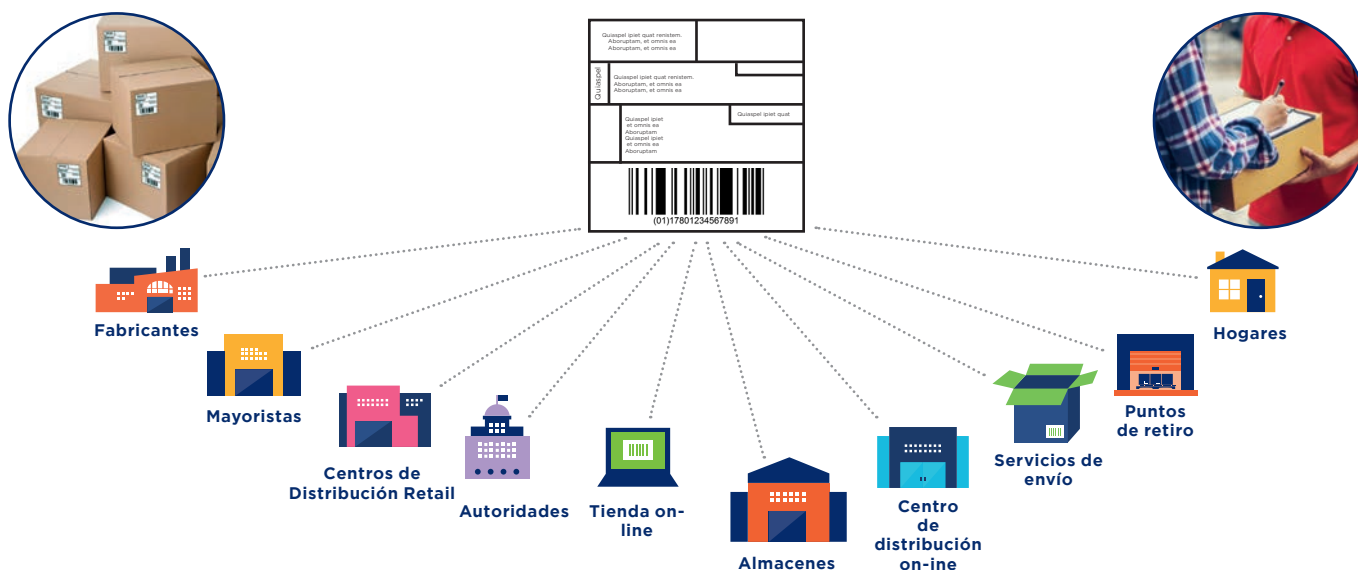 Quiaspel ipiet quat renistem.
Aboruptam, et omnis ea
Aboruptam, et omnis ea
Quiaspel
Quiaspel ipiet quat renistem.
Aboruptam, et omnis ea
Aboruptam, et omnis ea
Quiaspel ipiet
et omnis ea
Aboruptam
Quiaspel ipiet
et omnis ea
Aboruptam
Quiaspel ipiet quat
(01)17801234567891
Fabricantes
Mayoristas
Centros de
Distribución Retail
Autoridades
Tienda on-
line
Almacenes
Centro
de
distribución
on-ine
Servicios de
envío
Puntos
de retiro
Hogares